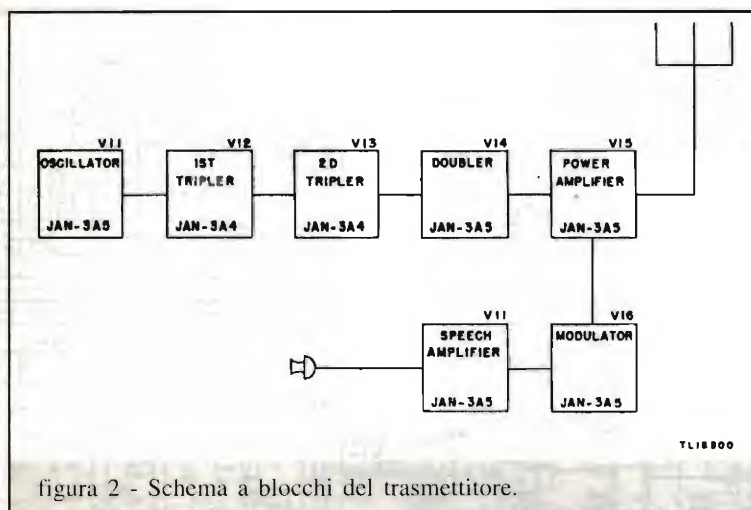 V11
OSCILLATOR
JAN-3A5
V12
1ST
TRIPLER
JAN-3A4
V13
2D
TRIPLER
JAN-3A4
V14
DOUBLER
JAN-3A5
V15
POWER
AMPLIFIER
JAN-3A5
V11
SPEECH
AMPLIFIER
JAN-3A5
V16
MODULATOR
JAN-3A5
figura 2 - Schema a blocchi del trasmettitore.